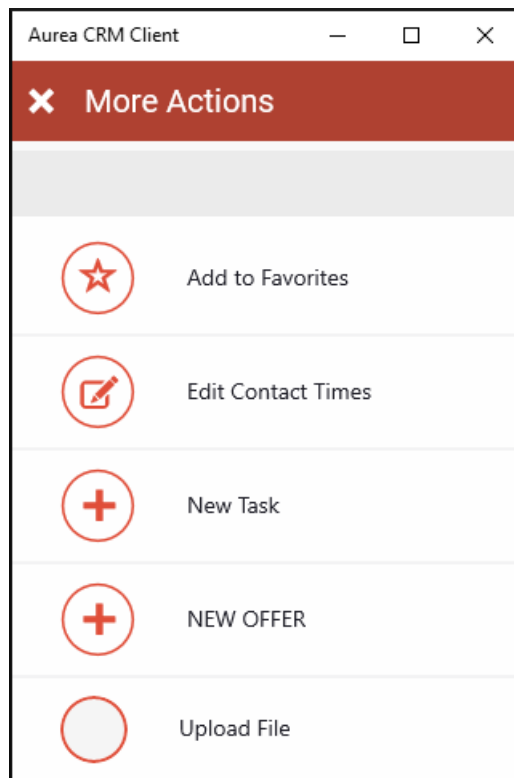 Aurea CRM Client
More Actions
Add to Favorites
Edit Contact Times
New Task
NEW OFFER
Upload File